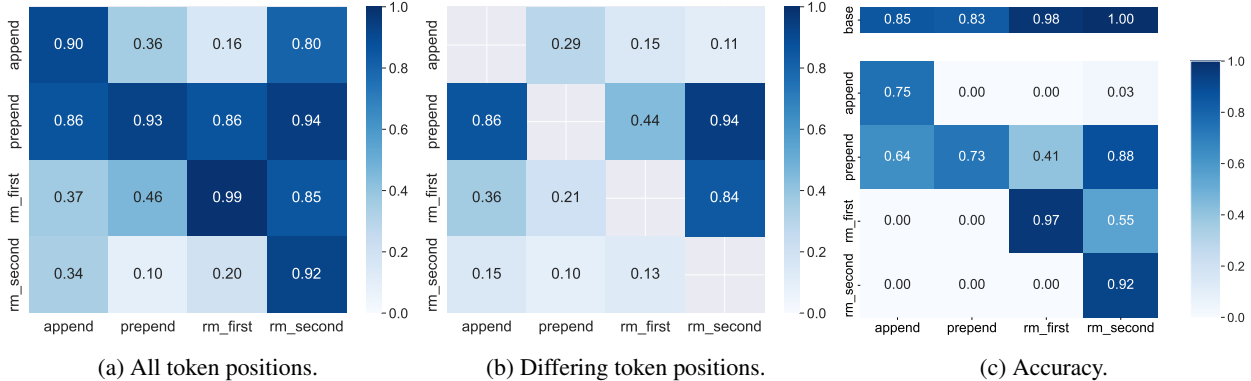 append 0.90 0.36 0.16 0.80
prepend 0.86 0.93 0.86 0.94
rm_first 0.37 0.46 0.99 0.85
rm_second 0.34 0.10 0.20 0.92
append prepend rm_first rm_second
1.0
0.8
0.6
0.4
0.2
0.0
(a) All token positions.
append 0.29 0.15 0.11
prepend 0.86 0.44 0.94
rm_first 0.36 0.21 0.84
rm_second 0.15 0.10 0.13
append prepend rm_first rm_second
1.0
0.8
0.6
0.4
0.2
0.0
(b) Differing token positions.
base 0.85 0.83 0.98 1.00
append 0.75 0.00 0.00 0.03
prepend 0.64 0.73 0.41 0.88
rm_first 0.00 0.00 0.97 0.55
rm_second 0.00 0.00 0.00 0.92
append prepend rm_first rm_second
1.0
0.8
0.6
0.4
0.2
0.0
(c) Accuracy.